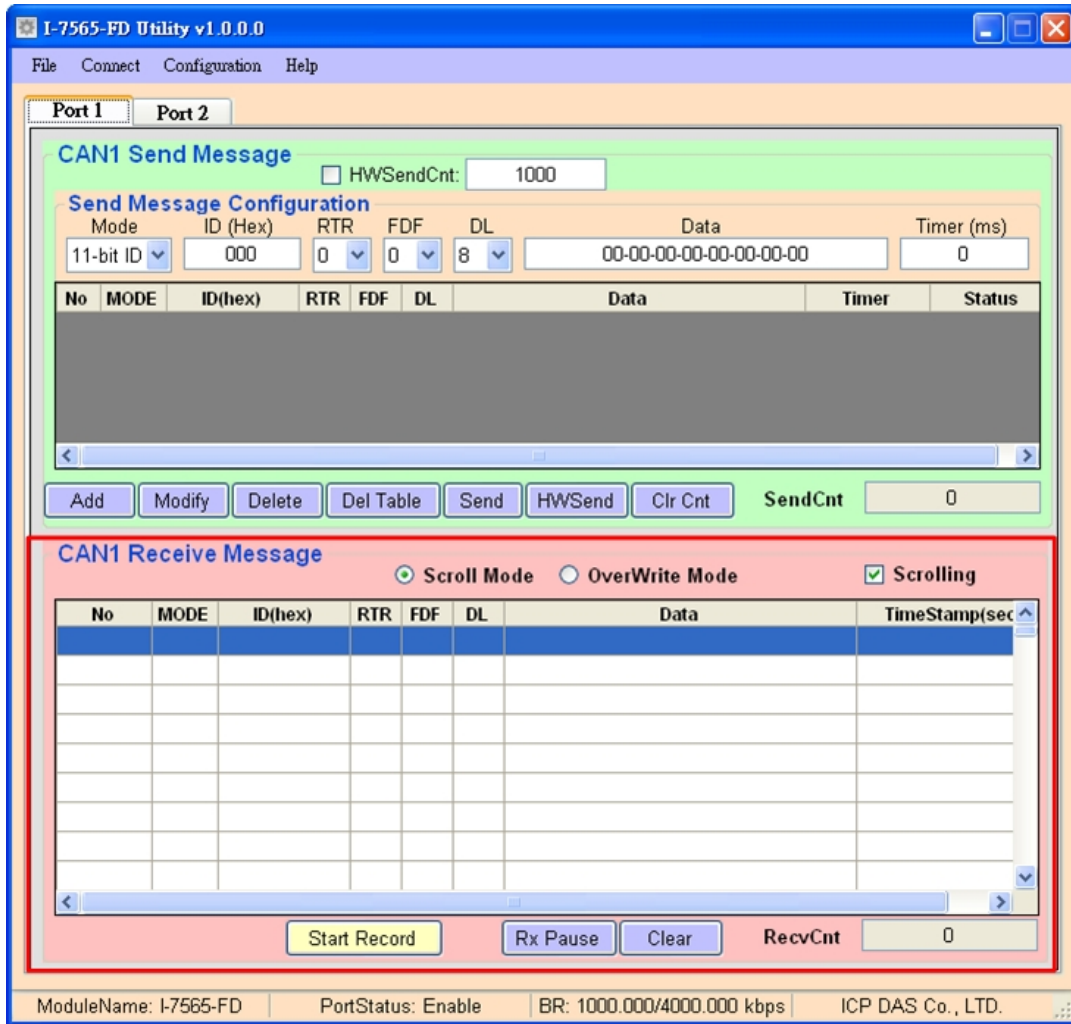 I-7565-FD Utility v1.0.0.0
File Connect Configuration Help
Port 1 Port 2
CAN1 Send Message
HWSendCnt: 1000
Send Message Configuration
Mode ID (Hex) RTR FDF DL Data Timer (ms)
11-bit ID 000 0 0 8 00-00-00-00-00-00-00-00 0
No MODE ID(hex) RTR FDF DL Data Timer Status
Add Modify Delete Del Table Send HWSend Clr Cnt SendCnt 0
CAN1 Receive Message
Scroll Mode OverWrite Mode Scrolling
No MODE ID(hex) RTR FDF DL Data TimeStamp(sec
Start Record Rx Pause Clear RecvCnt 0
ModuleName: I-7565-FD PortStatus: Enable BR: 1000.000/4000.000 kbps ICP DAS Co., LTD.